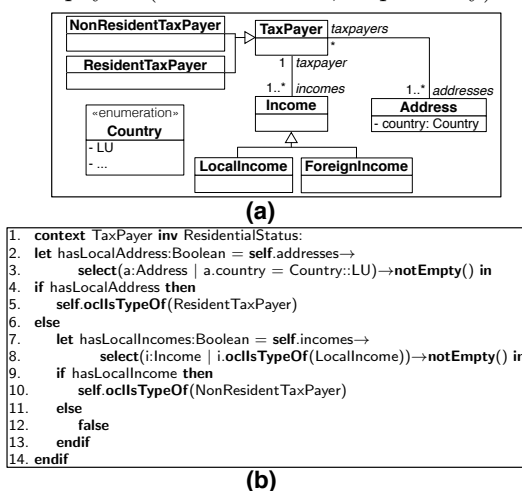 NonResidentTaxPayer
TaxPayer
taxpayers
*
ResidentTaxPayer
1
taxpayer
1..*
incomes
1..*
addresses
«enumeration»
Country
- LU
- ...
Income
Address
- country: Country
LocalIncome
ForeignIncome
(a)
1. context TaxPayer inv ResidentialStatus:
2. let hasLocalAddress:Boolean = self.addresses→
3. select(a:Address | a.country = Country::LU)→notEmpty() in
4. if hasLocalAddress then
5. self.oclIsTypeOf(ResidentTaxPayer)
6. else
7. let hasLocalIncomes:Boolean = self.incomes→
8. select(i:Income | i.oclIsTypeOf(LocalIncome))→notEmpty() in
9. if hasLocalIncome then
10. self.oclIsTypeOf(NonResidentTaxPayer)
11. else
12. false
13. endif
14. endif
(b)